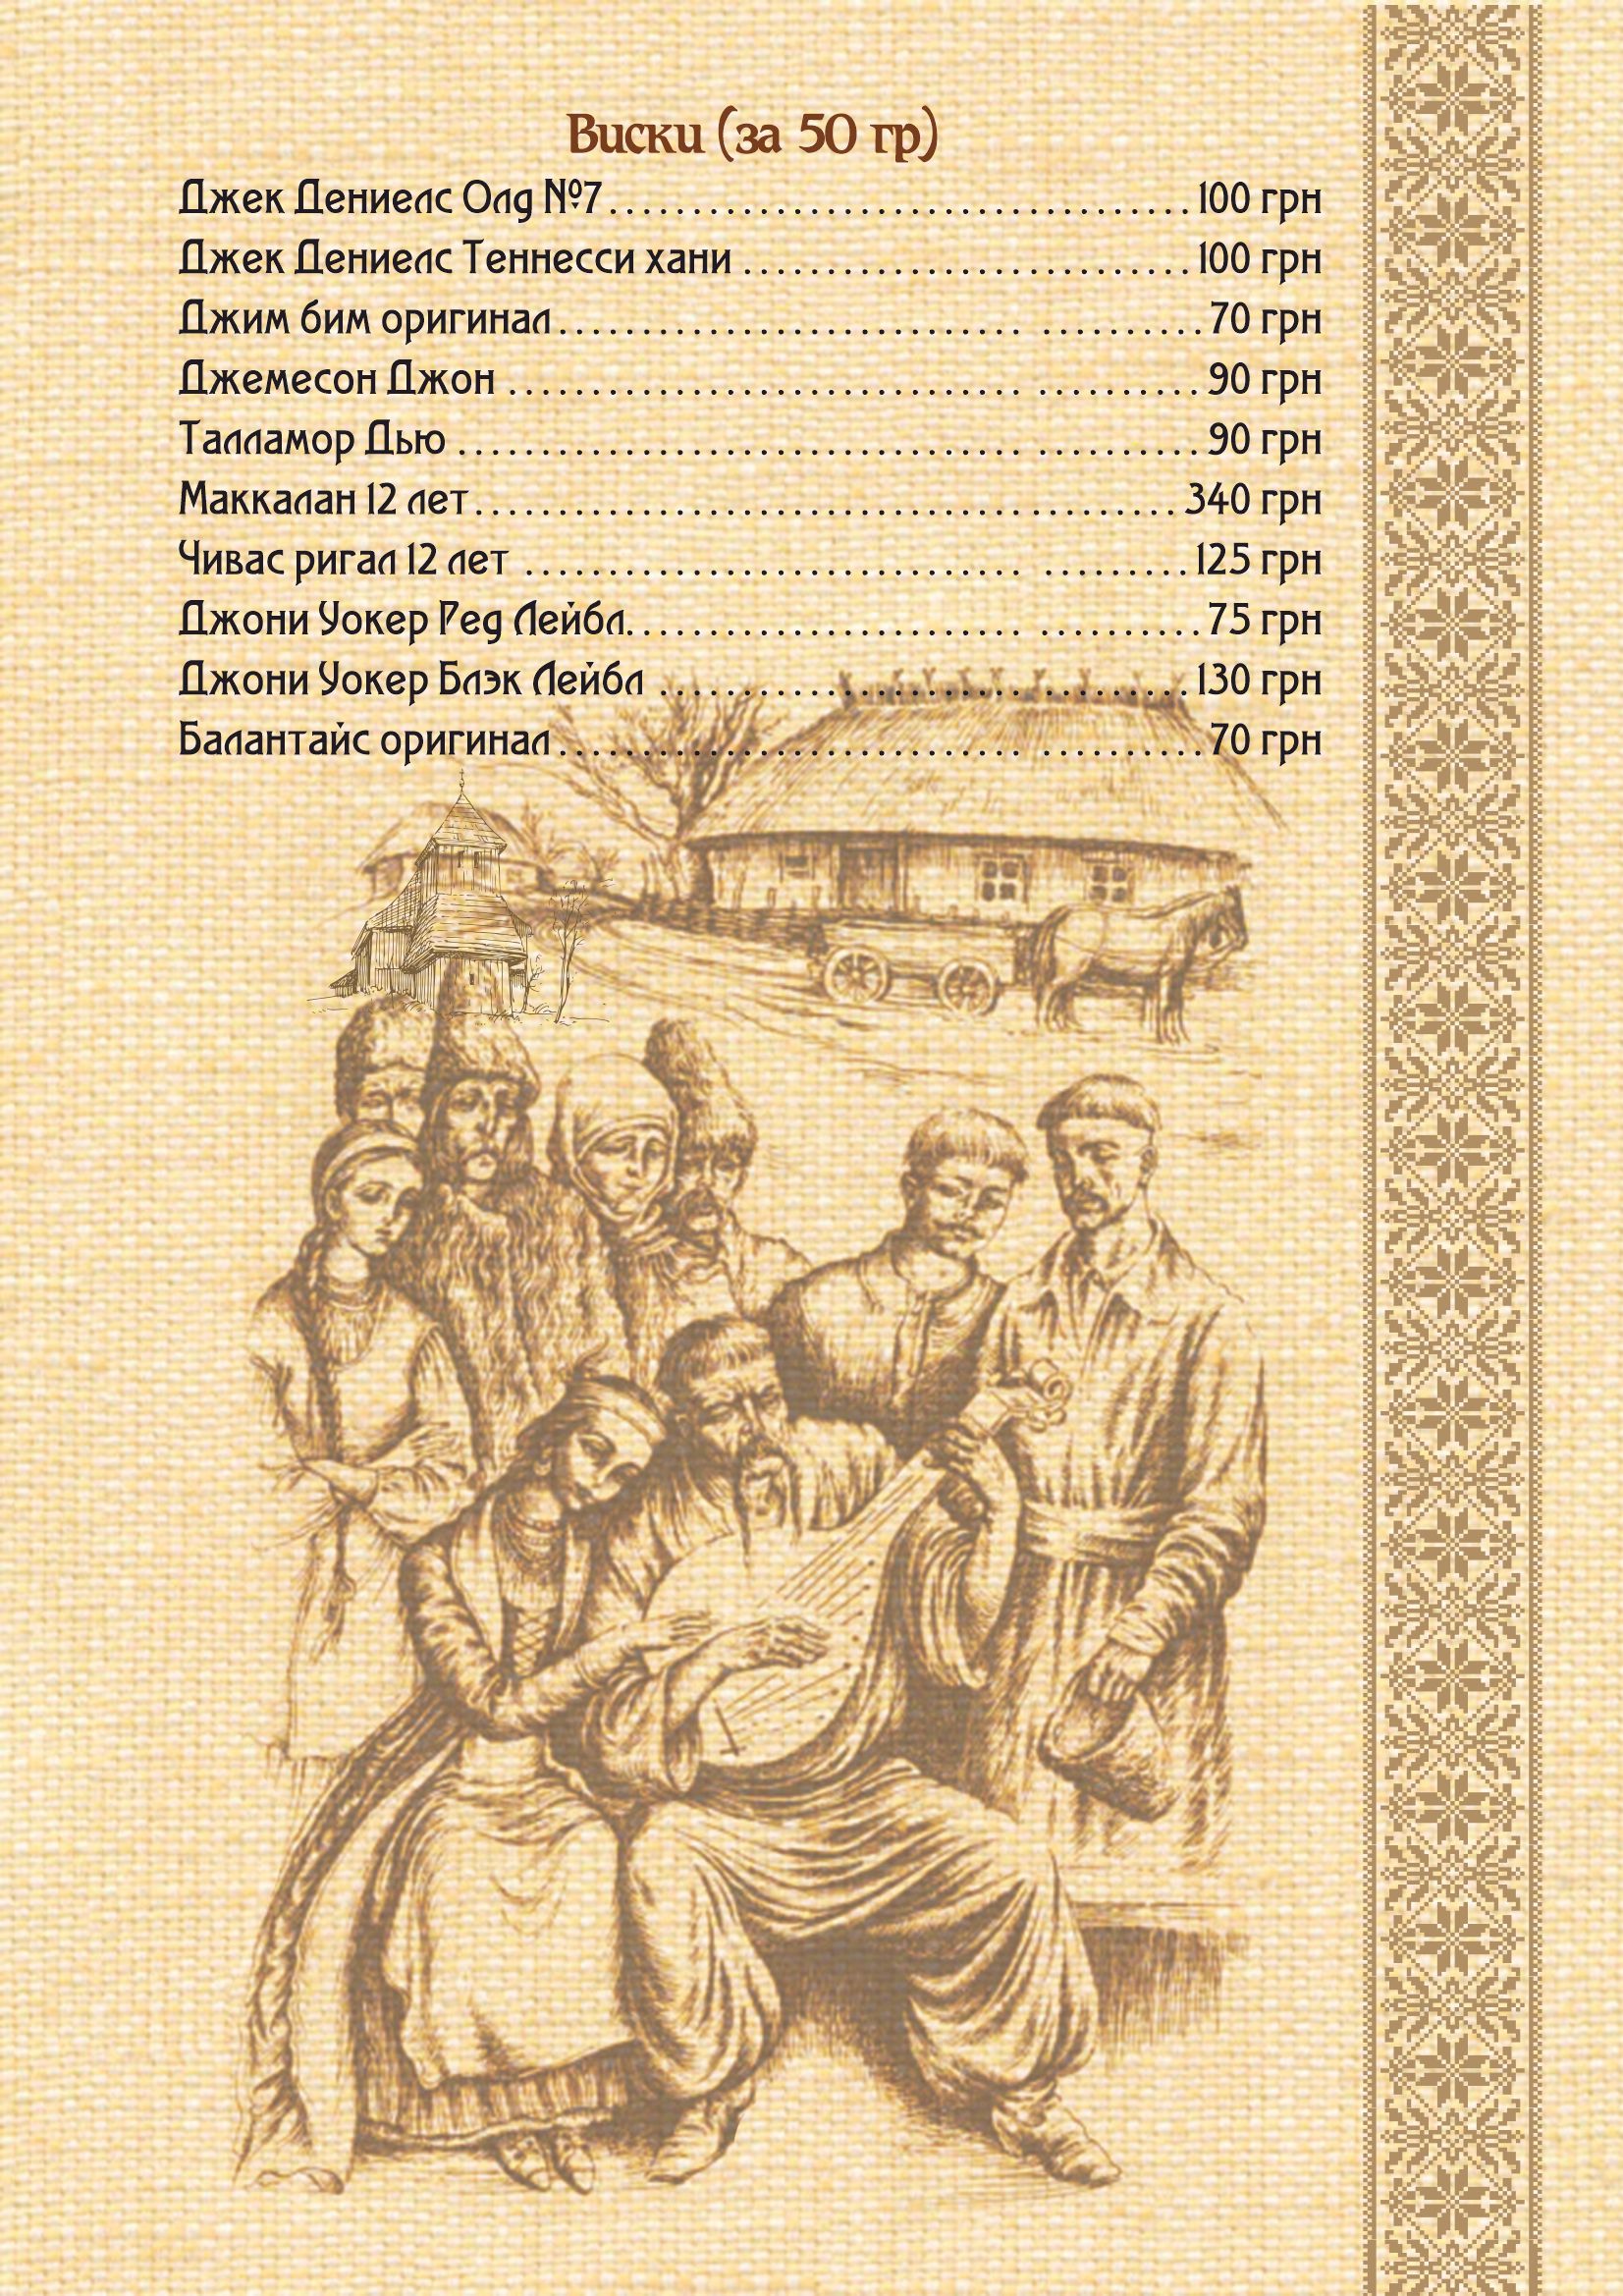 Виски (за 50 гр)
Джек Дениелс Олд №7.................................100 грн
Джек Дениелс Теннесси хани ..........................100 грн
Джим бим оригинал............................ ..........70 грн
Джемесон Джон ............................... ..........90 грн
Талламор Дью .................................. ..........90 грн
Маккалан 12 лет..........................................340 грн
Чивас ригал 12 лет .............................. .........125 грн
Джони Уокер Ред Лейбл........................ ..........75 грн
Джони Уокер Блэк Лейбл ...................... .........130 грн
Балантайс оригинал............................ ..........70 грн